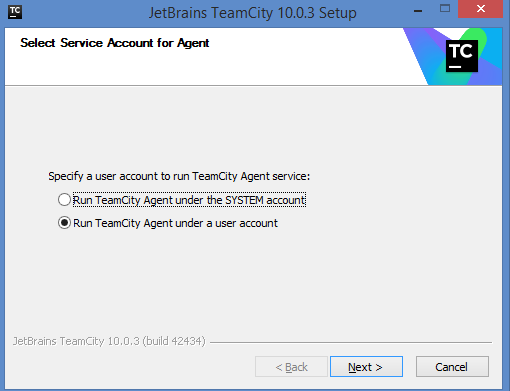 JetBrains TeamCity 10.0.3 Setup
Select Service Account for Agent
TC
Specify a user account to run TeamCity Agent service:
Run TeamCity Agent under the SYSTEM account
Run TeamCity Agent under a user account
JetBrains TeamCity 10.0.3 (build 42434)
< Back Next > Cancel